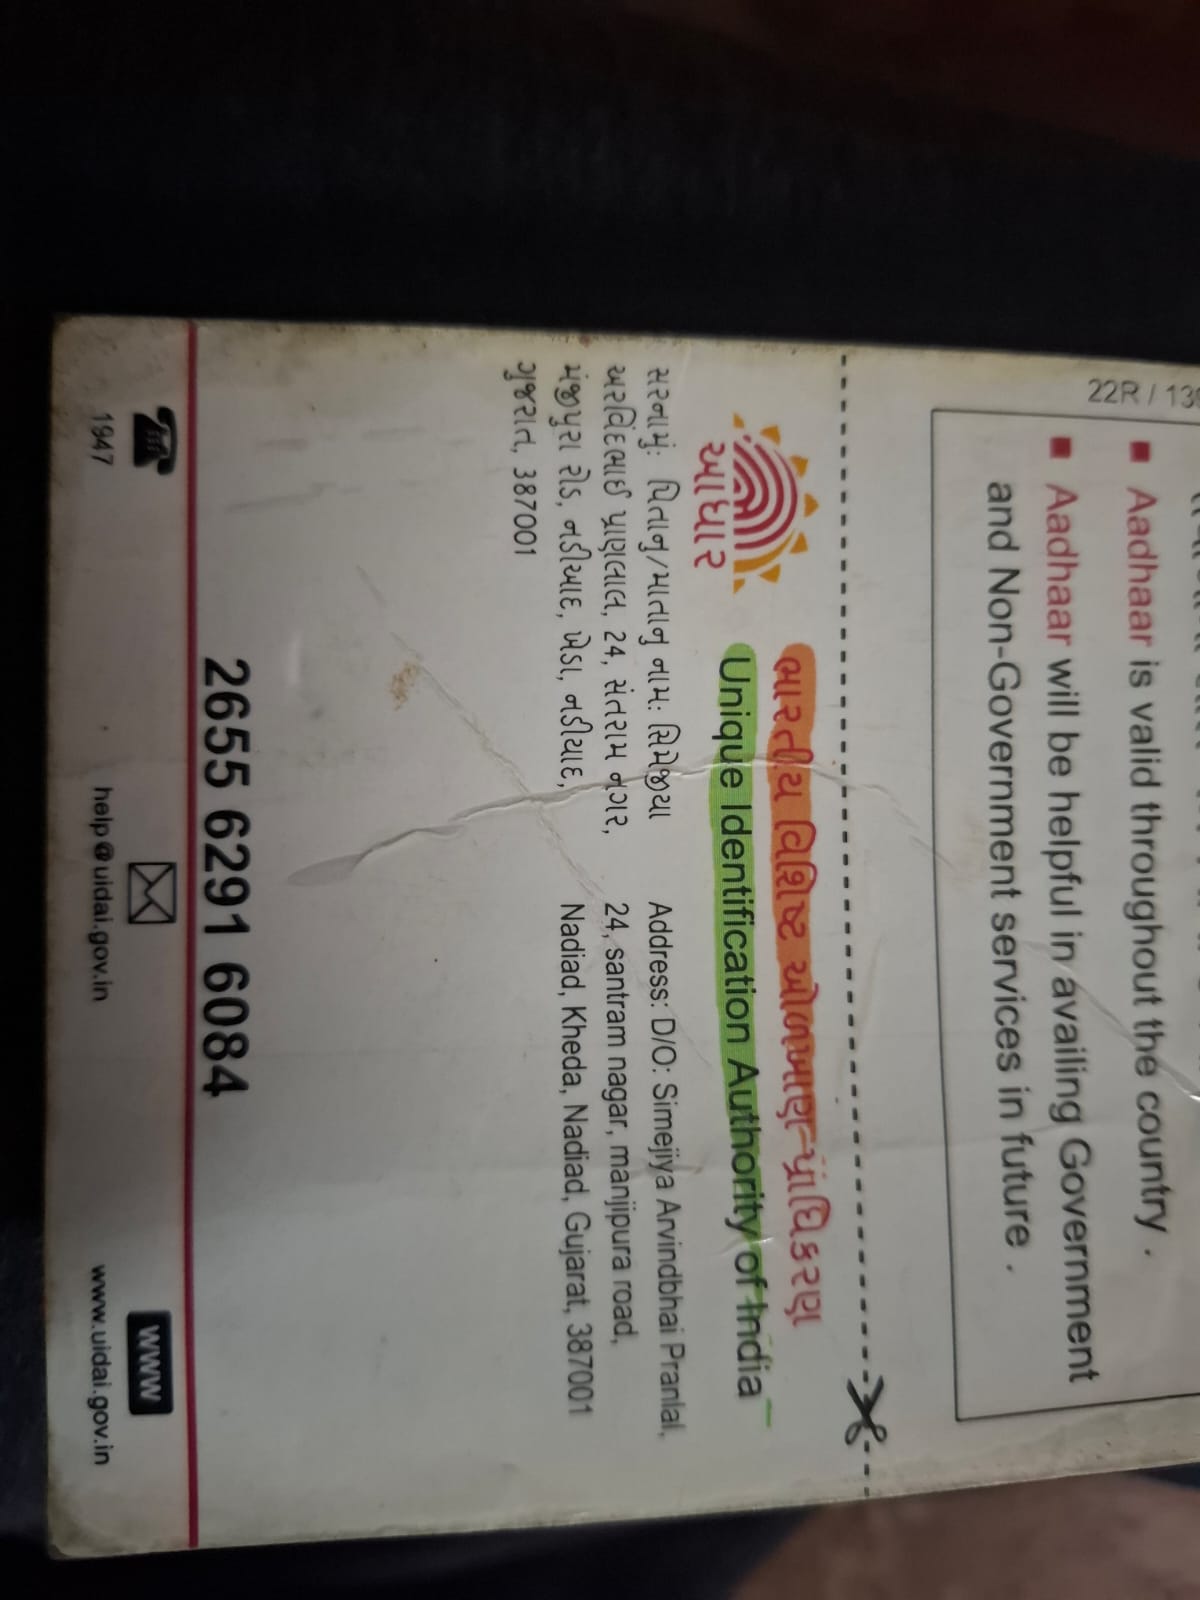 22R / 139
Aadhaar is valid throughout the country .
Aadhaar will be helpful in availing Government
and Non-Government services in future .
આધાર
ભારતીય વિશિષ્ટ ઓળખાણ પ્રાધિકરણ
Unique Identification Authority of India
સરનામું: પિતાનુ/માતાનુ નામ: સિમેજીયા
અરવિંદભાઈ પ્રાણલાલ, 24, સંતરામ નગર,
મંજીપુરા રોડ, નડીઆદ, ખેડા, નડીયાદ,
ગુજરાત, 387001
Address: D/O: Simejiya Arvindbhai Pranlal,
24, santram nagar, manjipura road,
Nadiad, Kheda, Nadiad, Gujarat, 387001
2655 6291 6084
1947
help@uidai.gov.in
www
www.uidai.gov.in